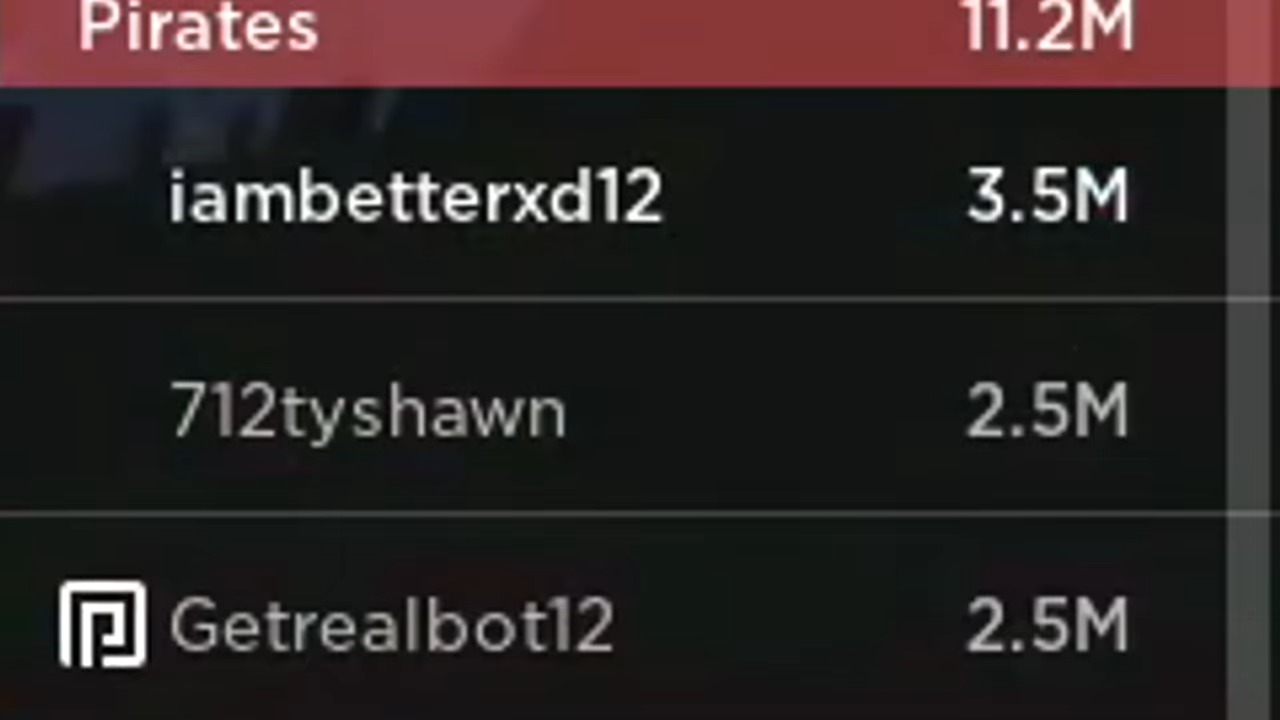 Pirates 11.2M
iambetterxd12 3.5M
712tyshawn 2.5M
Getrealbot12 2.5M